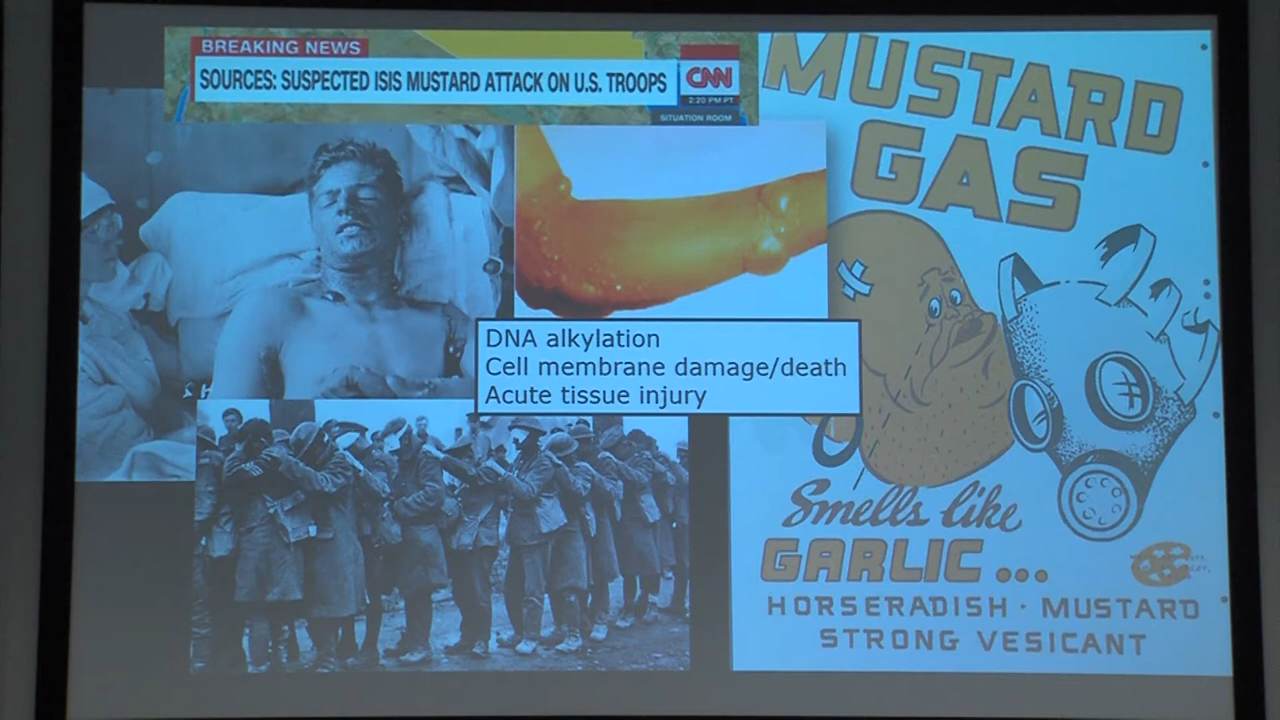 BREAKING NEWS
SOURCES: SUSPECTED ISIS MUSTARD ATTACK ON U.S. TROOPS
CNN
2:20 PM PT
SITUATION ROOM
MUSTARD
GAS
DNA alkylation
Cell membrane damage/death
Acute tissue injury
Smells like
GARLIC...
HORSERADISH · MUSTARD
STRONG VESICANT